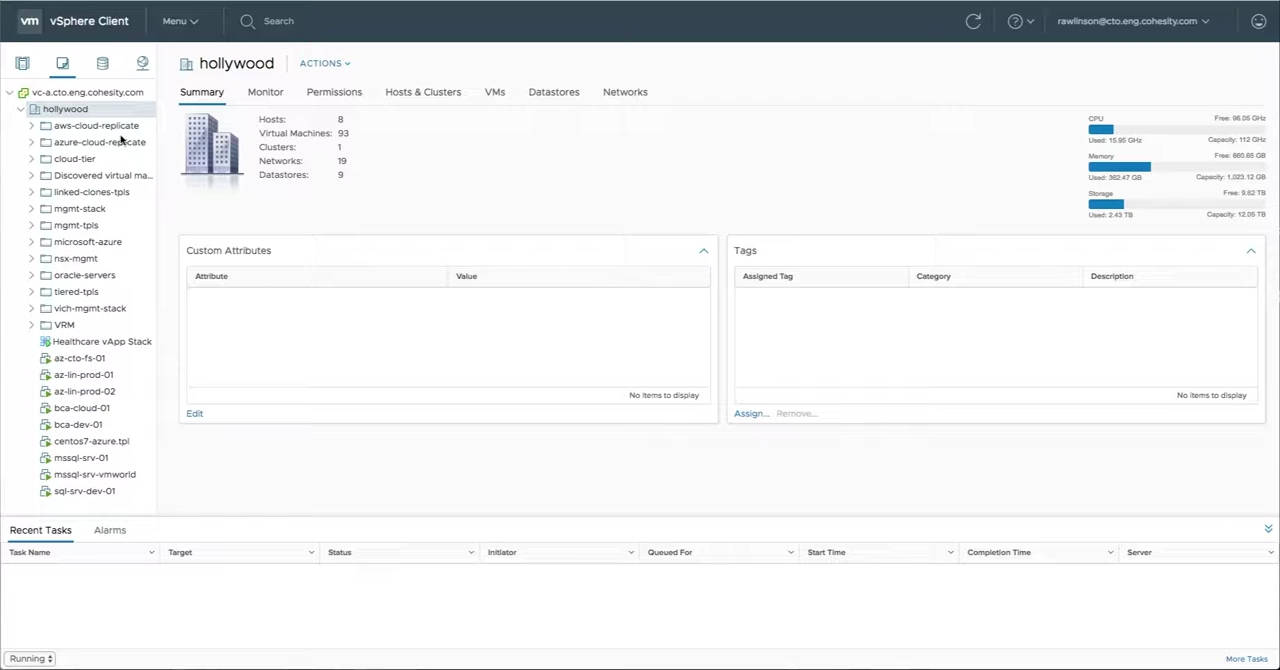 vm vSphere Client Menu Search rawlinson@cto.eng.cohesity.com
vc-a.cto.eng.cohesity.com
hollywood
aws-cloud-replicate
azure-cloud-replicate
cloud-tier
Discovered virtual ma...
linked-clones-tpls
mgmt-stack
mgmt-tpls
microsoft-azure
nsx-mgmt
oracle-servers
tiered-tpls
vich-mgmt-stack
VRM
Healthcare vApp Stack
az-cto-fs-01
az-lin-prod-01
az-lin-prod-02
bca-cloud-01
bca-dev-01
centos7-azure.tpl
mssql-srv-01
mssql-srv-vmworld
sql-srv-dev-01
hollywood ACTIONS
Summary Monitor Permissions Hosts & Clusters VMs Datastores Networks
Hosts: 8
Virtual Machines: 93
Clusters: 1
Networks: 19
Datastores: 9
CPU Free: 96.05 GHz
Used: 15.95 GHz Capacity: 112 GHz
Memory Free: 660.65 GB
Used: 362.47 GB Capacity: 1,023.12 GB
Storage Free: 9.62 TB
Used: 2.43 TB Capacity: 12.05 TB
Custom Attributes
Attribute Value
No items to display
Edit
Tags
Assigned Tag Category Description
No items to display
Assign... Remove...
Recent Tasks Alarms
Task Name Target Status Initiator Queued For Start Time Completion Time Server
Running More Tasks